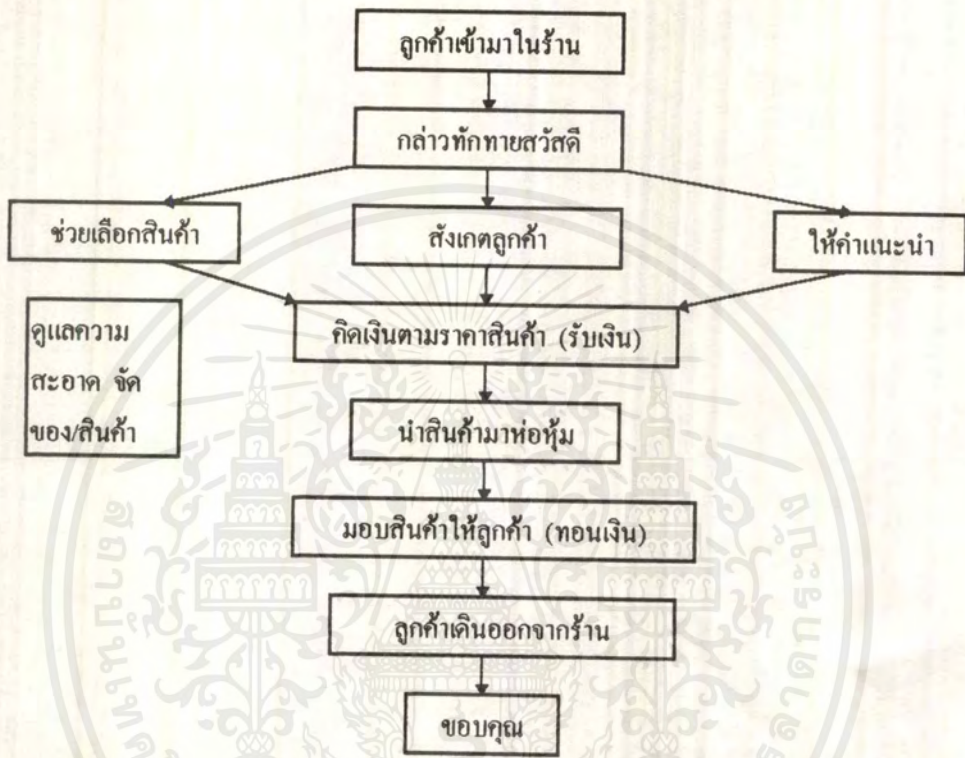 ลูกค้าเข้ามาในร้าน
กล่าวทักทายสวัสดี
ช่วยเลือกสินค้า
สังเกตลูกค้า
ให้คำแนะนำ
ดูแลความ
สะอาด จัด
ของ/สินค้า
คิดเงินตามราคาสินค้า (รับเงิน)
นำสินค้ามาห่อหุ้ม
มอบสินค้าให้ลูกค้า (ทอนเงิน)
ลูกค้าเดินออกจากร้าน
ขอบคุณ